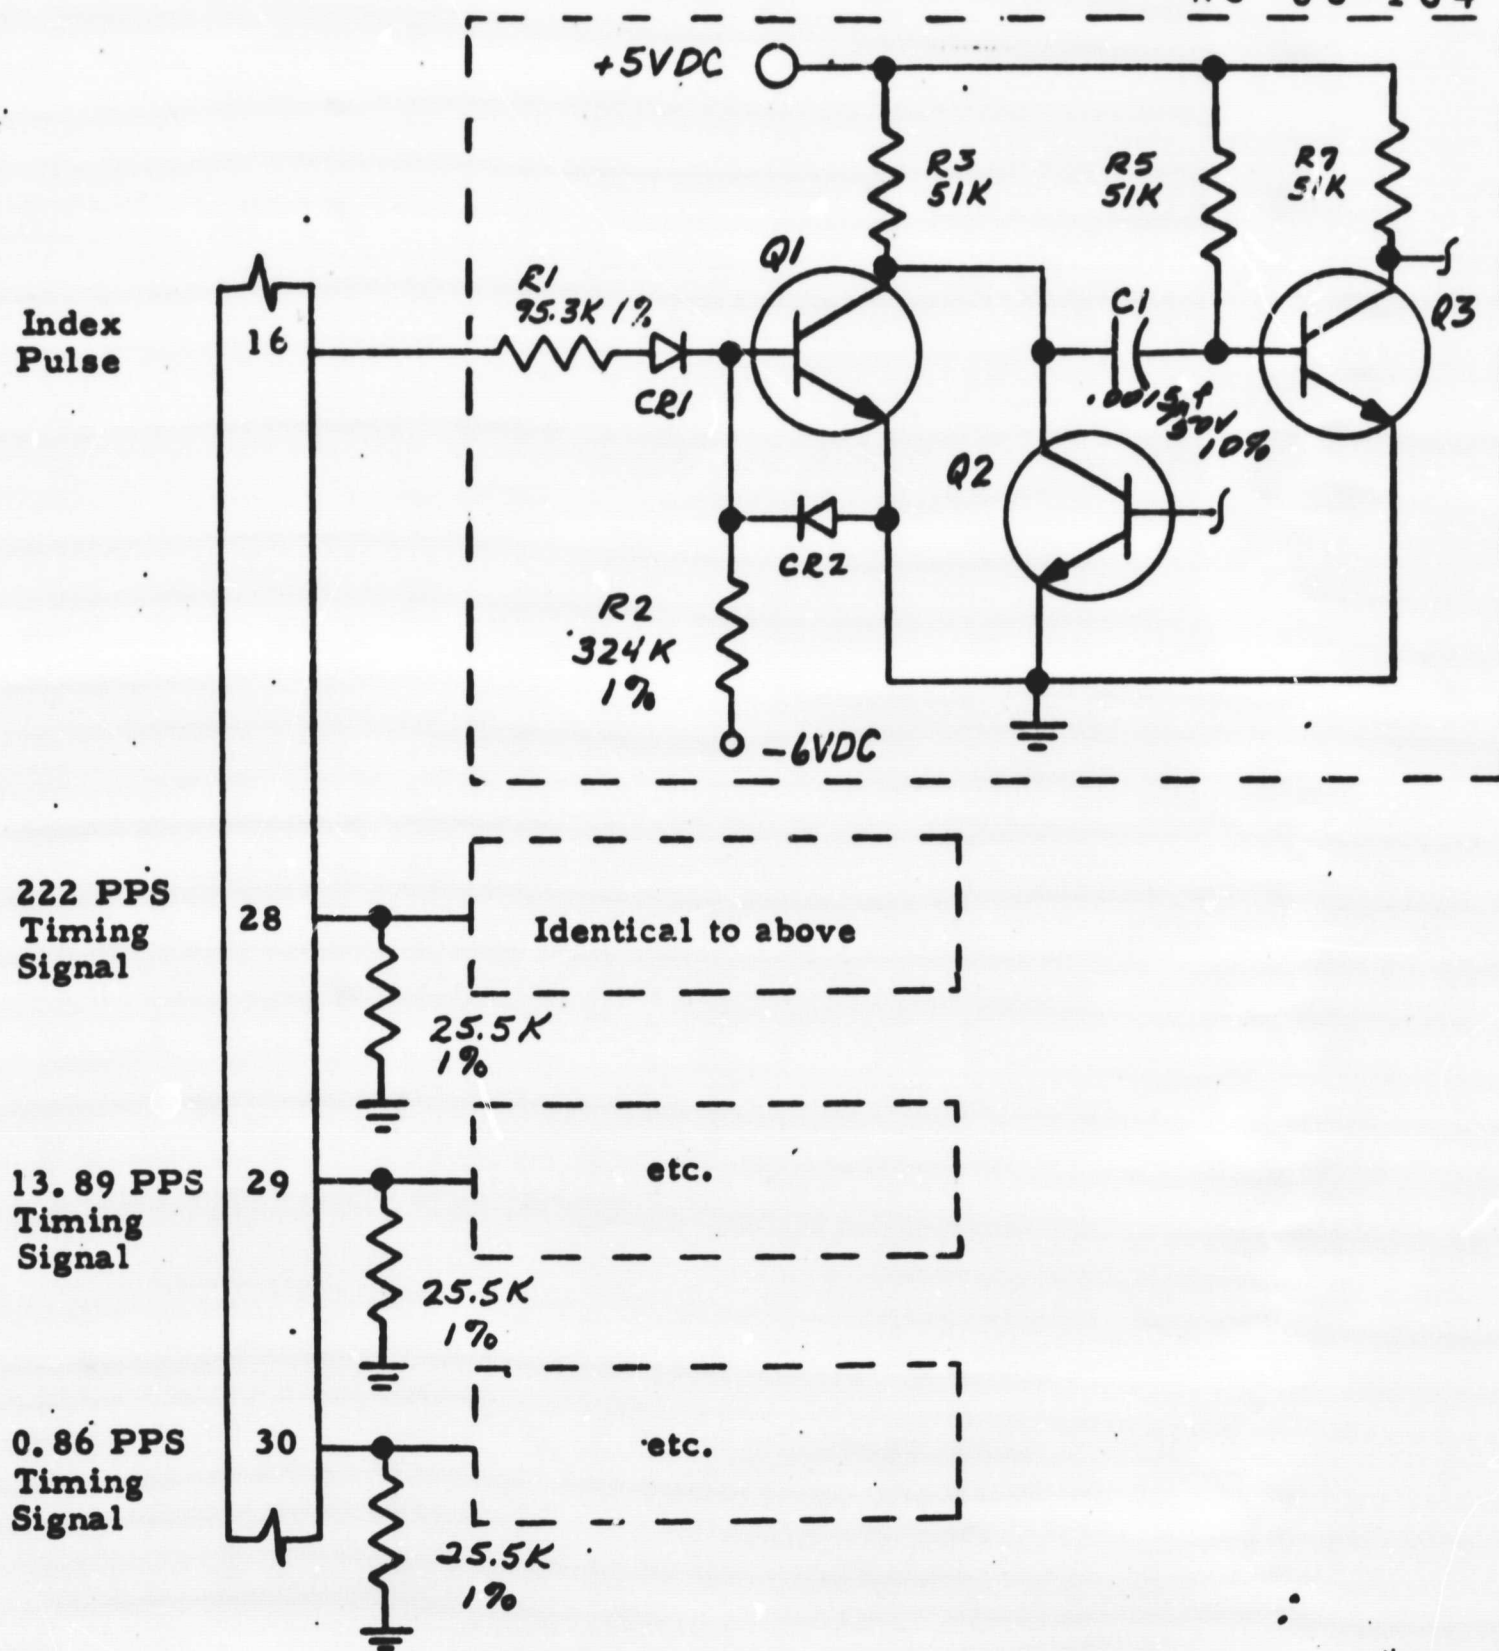 +5VDC
R3
51K
R5
51K
R7
51K
Q1
R1
95.3K 1%
C1
Q3
Index
Pulse
16
CR1
50V
10%
Q2
CR2
R2
324K
1%
-6VDC
222 PPS
Timing
Signal
28
Identical to above
25.5K
1%
13.89 PPS
Timing
Signal
29
etc.
25.5K
1%
0.86 PPS
Timing
Signal
30
etc.
25.5K
1%